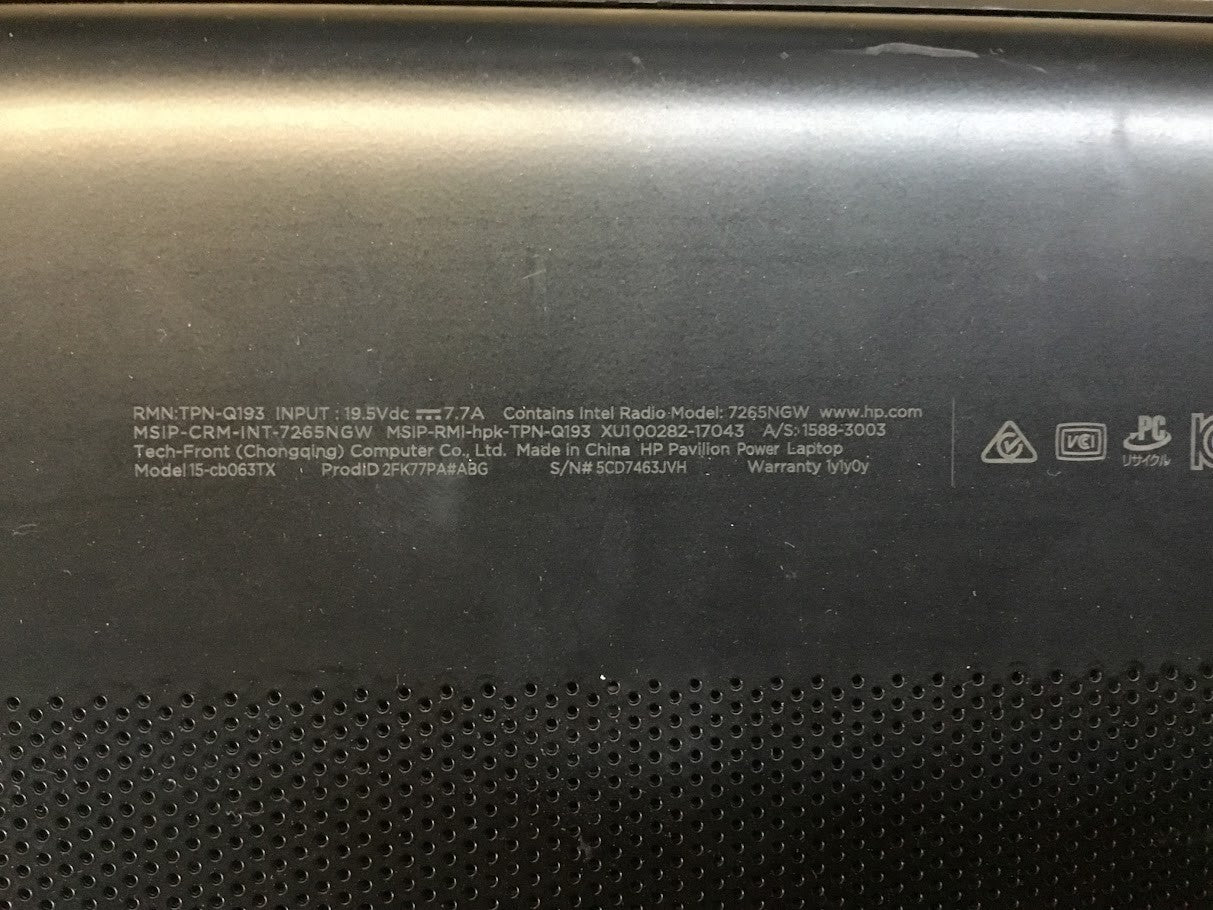 RMN:TPN-Q193 INPUT : 19.5Vdc ⎓ 7.7A Contains Intel Radio Model: 7265NGW www.hp.com
MSIP-CRM-INT-7265NGW MSIP-RMI-hpk-TPN-Q193 XU100282-17043 A/S: 1588-3003
Tech-Front (Chongqing) Computer Co., Ltd. Made in China HP Pavilion Power Laptop
Model 15-cb063TX ProdID 2FK77PA#ABG S/N# 5CD7463JVH Warranty 1y1y0y
VCI
PC
リサイクル